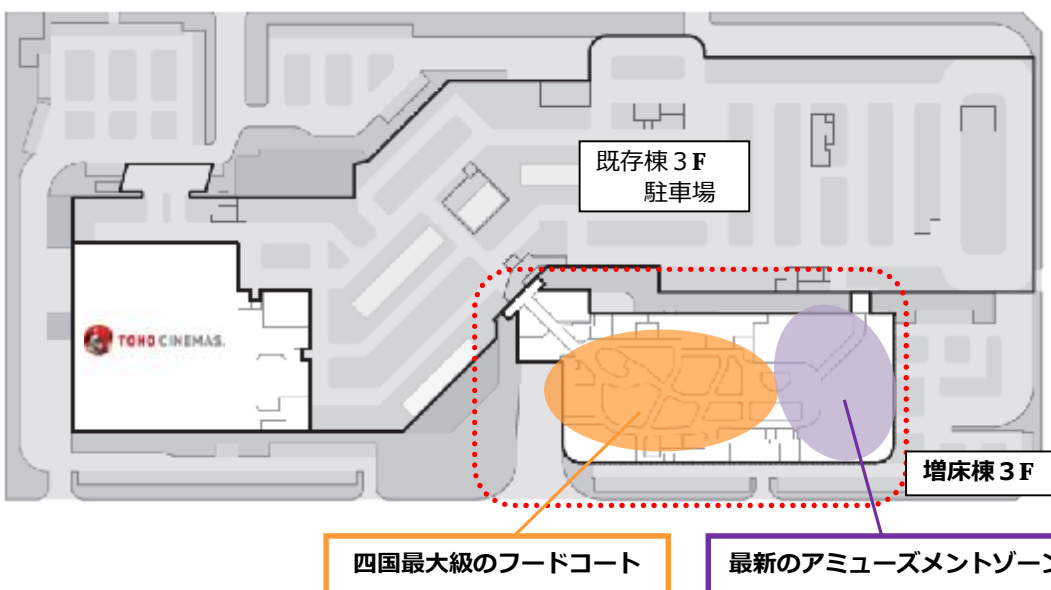 既存棟３F
駐車場
TOHO CINEMAS.
増床棟３F
四国最大級のフードコート
最新のアミューズメントゾーン